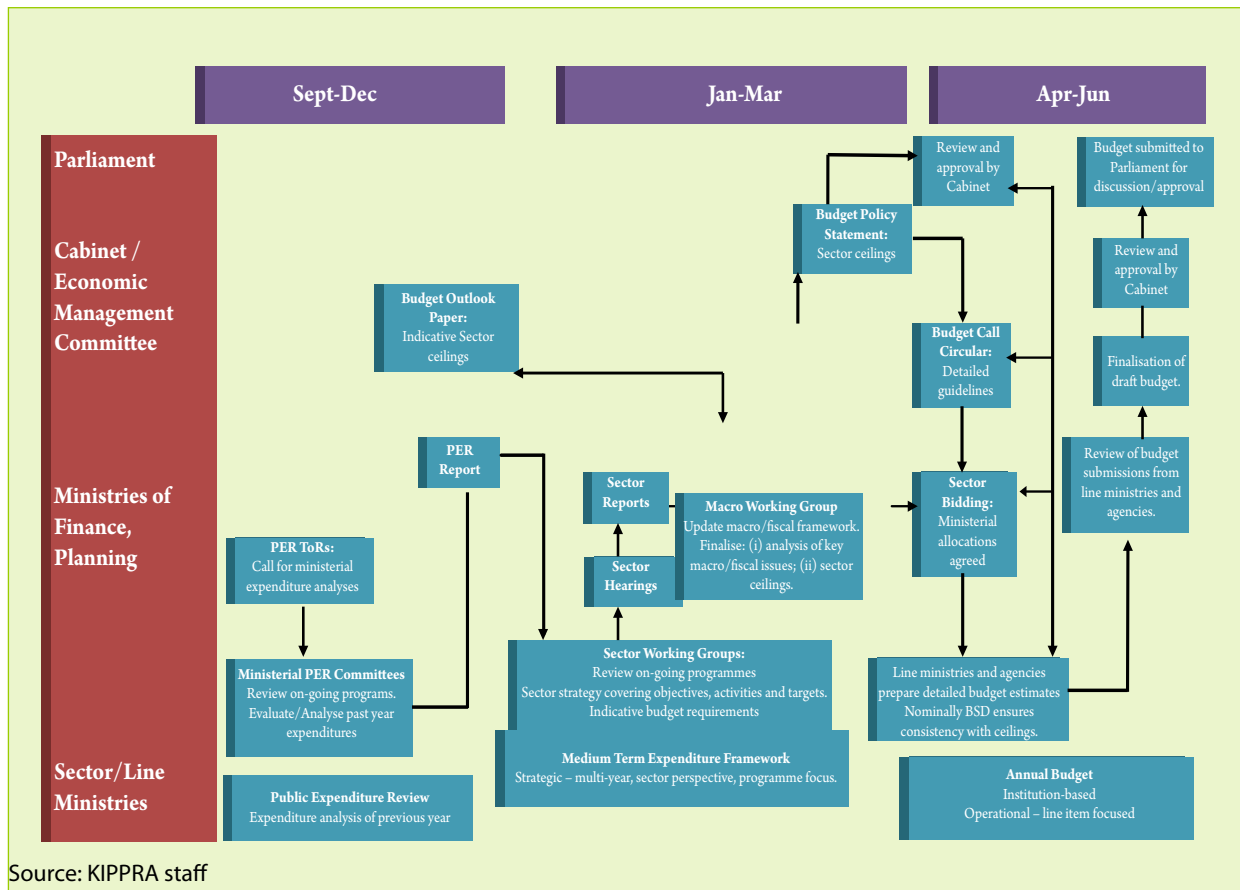 Sept-Dec
Jan-Mar
Apr-Jun
Parliament
Cabinet /
Economic
Management
Committee
Ministries of
Finance,
Planning
Sector/Line
Ministries
PER ToRs:
Call for ministerial
expenditure analyses
Ministerial PER Committees
Review on-going programs.
Evaluate/Analyse past year
expenditures
Public Expenditure Review
Expenditure analysis of previous year
Budget Outlook
Paper:
Indicative Sector
ceilings
PER
Report
Sector
Reports
Sector
Hearings
Macro Working Group
Update macro/fiscal framework.
Finalise: (i) analysis of key
macro/fiscal issues; (ii) sector
ceilings.
Sector Working Groups:
Review on-going programmes
Sector strategy covering objectives, activities and targets.
Indicative budget requirements
Medium Term Expenditure Framework
Strategic – multi-year, sector perspective, programme focus.
Budget Policy
Statement:
Sector ceilings
Review and
approval by
Cabinet
Budget Call
Circular:
Detailed
guidelines
Sector
Bidding:
Ministerial
allocations
agreed
Line ministries and agencies
prepare detailed budget estimates
Nominally BSD ensures
consistency with ceilings.
Annual Budget
Institution-based
Operational – line item focused
Budget submitted to
Parliament for
discussion/approval
Review and
approval by
Cabinet
Finalisation of
draft budget.
Review of budget
submissions from
line ministries and
agencies.
Source: KIPPRA staff